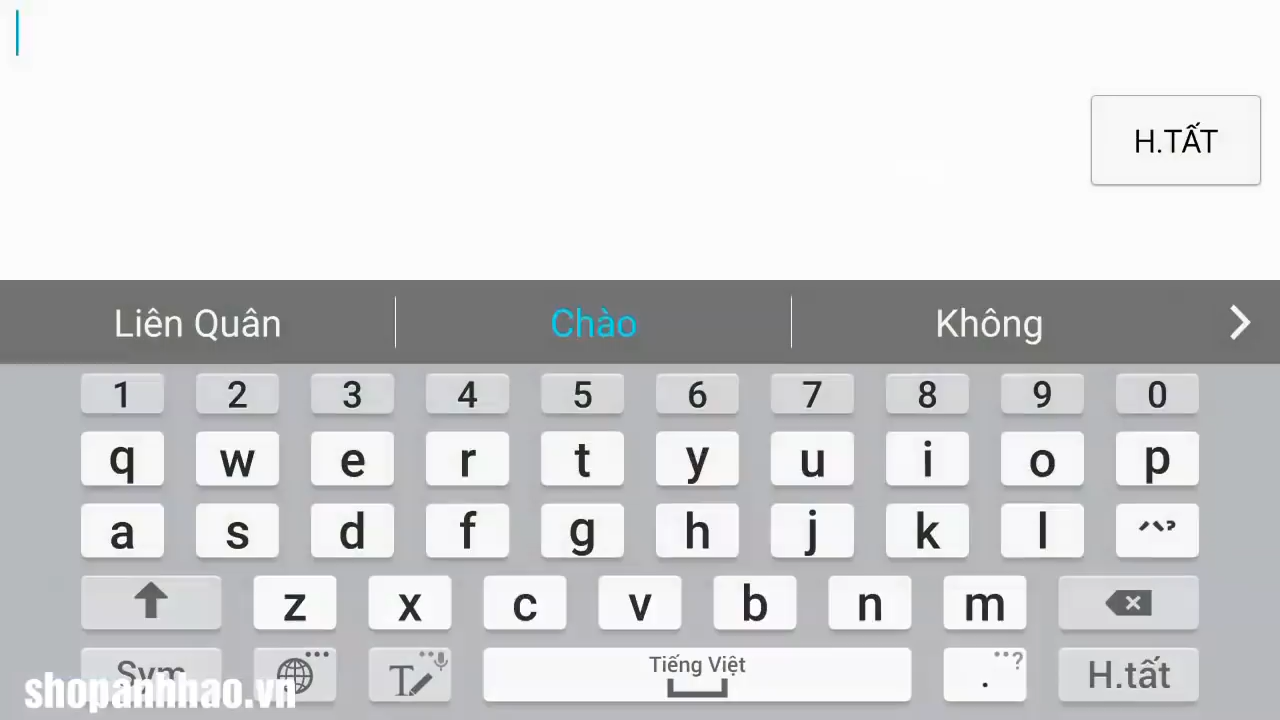 H.TẤT
Liên Quân Chào Không
1 2 3 4 5 6 7 8 9 0
q w e r t y u i o p
a s d f g h j k l ^~?
z x c v b n m
Sym Tiếng Việt . ? H.tất
shopanhhao.vn